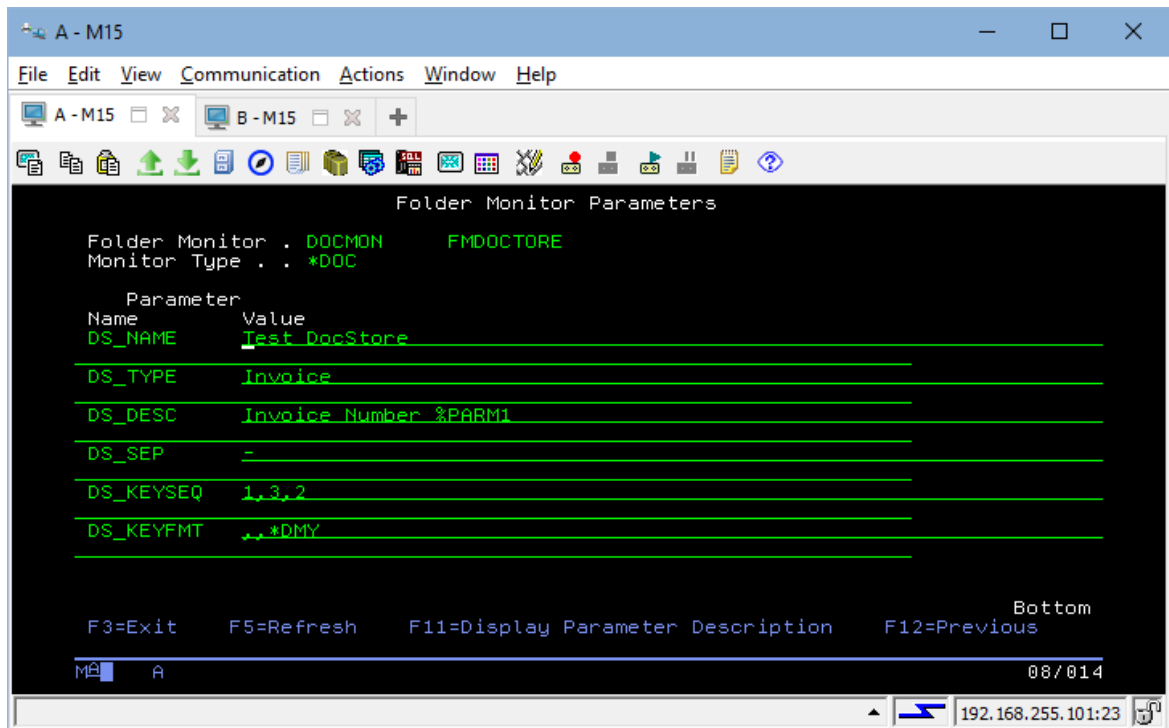 A - M15
File Edit View Communication Actions Window Help
A - M15 B - M15
Folder Monitor Parameters
Folder Monitor . DOCMON FMDOCTORE
Monitor Type . . *DOC
Parameter
Name Value
DS_NAME Test DocStore
DS_TYPE Invoice
DS_DESC Invoice Number %PARM1
DS_SEP -
DS_KEYSEQ 1,3,2
DS_KEYFMT ,,*DMY
Bottom
F3=Exit F5=Refresh F11=Display Parameter Description F12=Previous
MA A 08/014
192.168.255.101:23